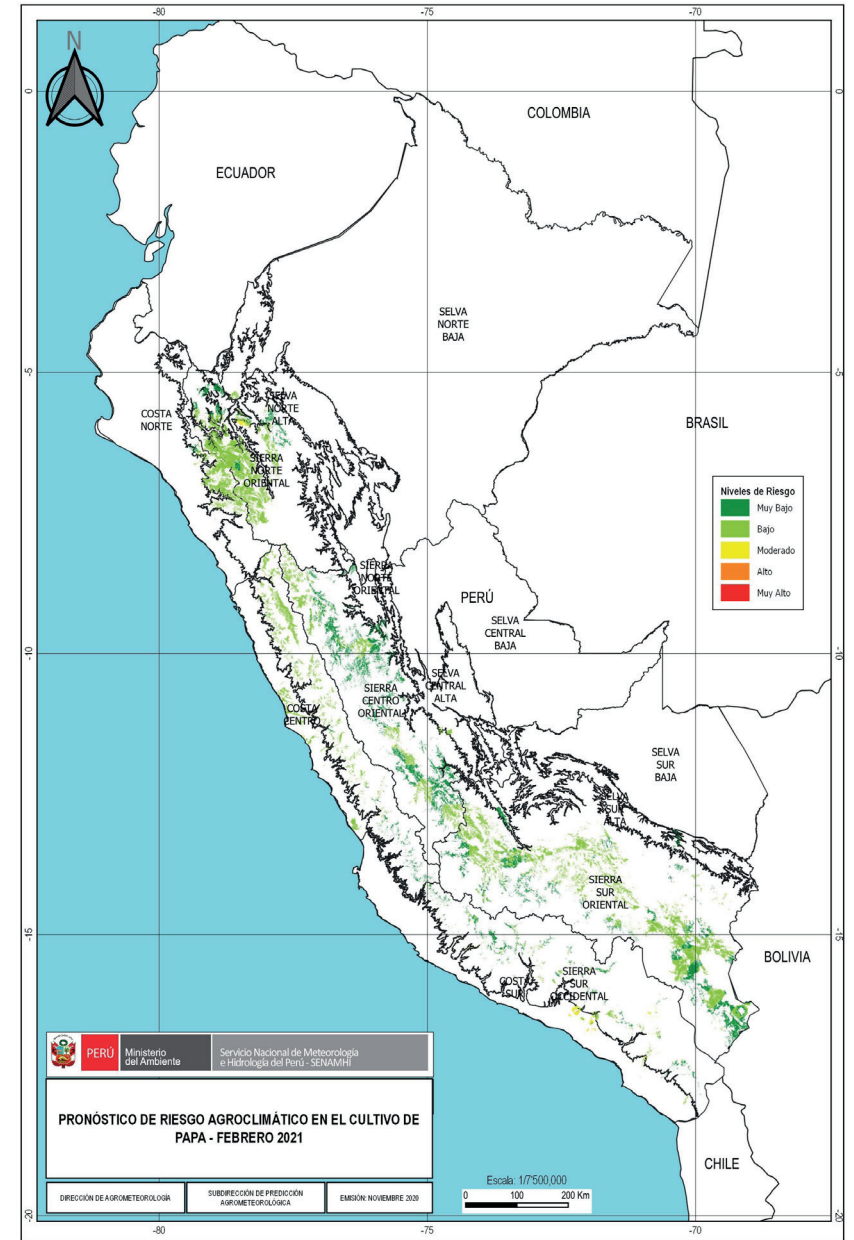 -80
-75
-70
N
0
0
COLOMBIA
ECUADOR
SELVA
NORTE
BAJA
-5
-5
COSTA
NORTE
SELVA
NORTE
ALTA
BRASIL
SIERRA
NORTE
ORIENTAL
Niveles de Riesgo
Muy Bajo
Bajo
Moderado
Alto
Muy Alto
SIERRA
NORTE
ORIENTAL
PERÚ
SELVA
CENTRAL
BAJA
-10
-10
SELVA
CENTRAL
ALTA
SIERRA
CENTRO
ORIENTAL
COSTA
CENTRO
SELVA
SUR
BAJA
SELVA
SUR
ALTA
SIERRA
SUR
ORIENTAL
-15
-15
BOLIVIA
COSTA
SUR
SIERRA
SUR
OCCIDENTAL
PERÚ
Ministerio
del Ambiente
Servicio Nacional de Meteorología
e Hidrología del Perú - SENAMHI
PRONÓSTICO DE RIESGO AGROCLIMÁTICO EN EL CULTIVO DE
PAPA - FEBRERO 2021
DIRECCIÓN DE AGROMETEOROLOGÍA
SUBDIRECCIÓN DE PREDICCIÓN
AGROMETEOROLÓGICA
EMISIÓN: NOVIEMBRE 2020
CHILE
Escala: 1/7'500,000
0 100 200 Km
-20
-20
-80
-75
-70